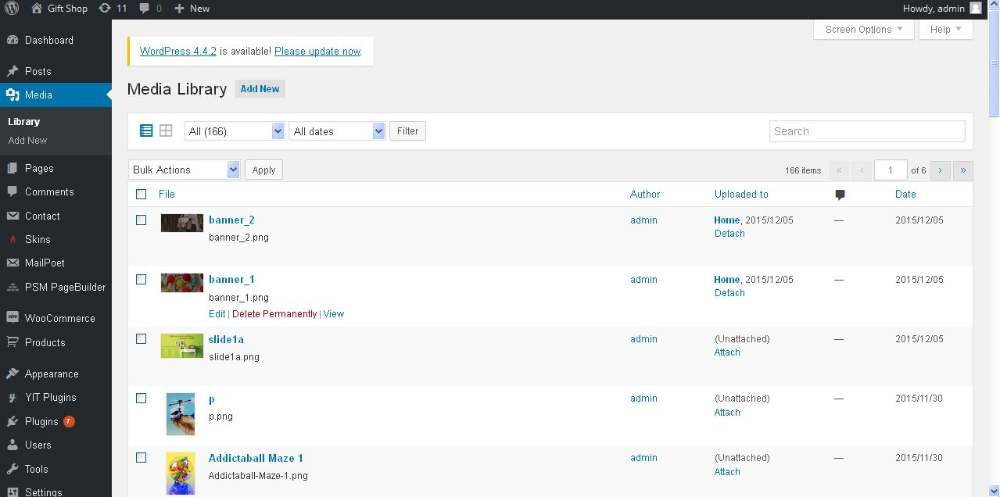 Gift Shop 11 0 New Howdy, admin
Screen Options Help
Dashboard
Posts
Media
Library
Add New
Pages
Comments
Contact
Skins
MailPoet
PSM PageBuilder
WooCommerce
Products
Appearance
YIT Plugins
Plugins
Users
Tools
Settings
WordPress 4.4.2 is available! Please update now.
Media Library Add New
All (166) All dates Filter Search
Bulk Actions Apply 166 items « ‹ 1 of 6 › »
File Author Uploaded to Date
banner_2 admin Home, 2015/12/05 — 2015/12/05
banner_2.png Detach
banner_1 admin Home, 2015/12/05 — 2015/12/05
banner_1.png Detach
Edit | Delete Permanently | View
slide1a admin (Unattached) — 2015/12/05
slide1a.png Attach
p admin (Unattached) — 2015/11/30
p.png Attach
Addictaball Maze 1 admin (Unattached) — 2015/11/30
Addictaball-Maze-1.png Attach